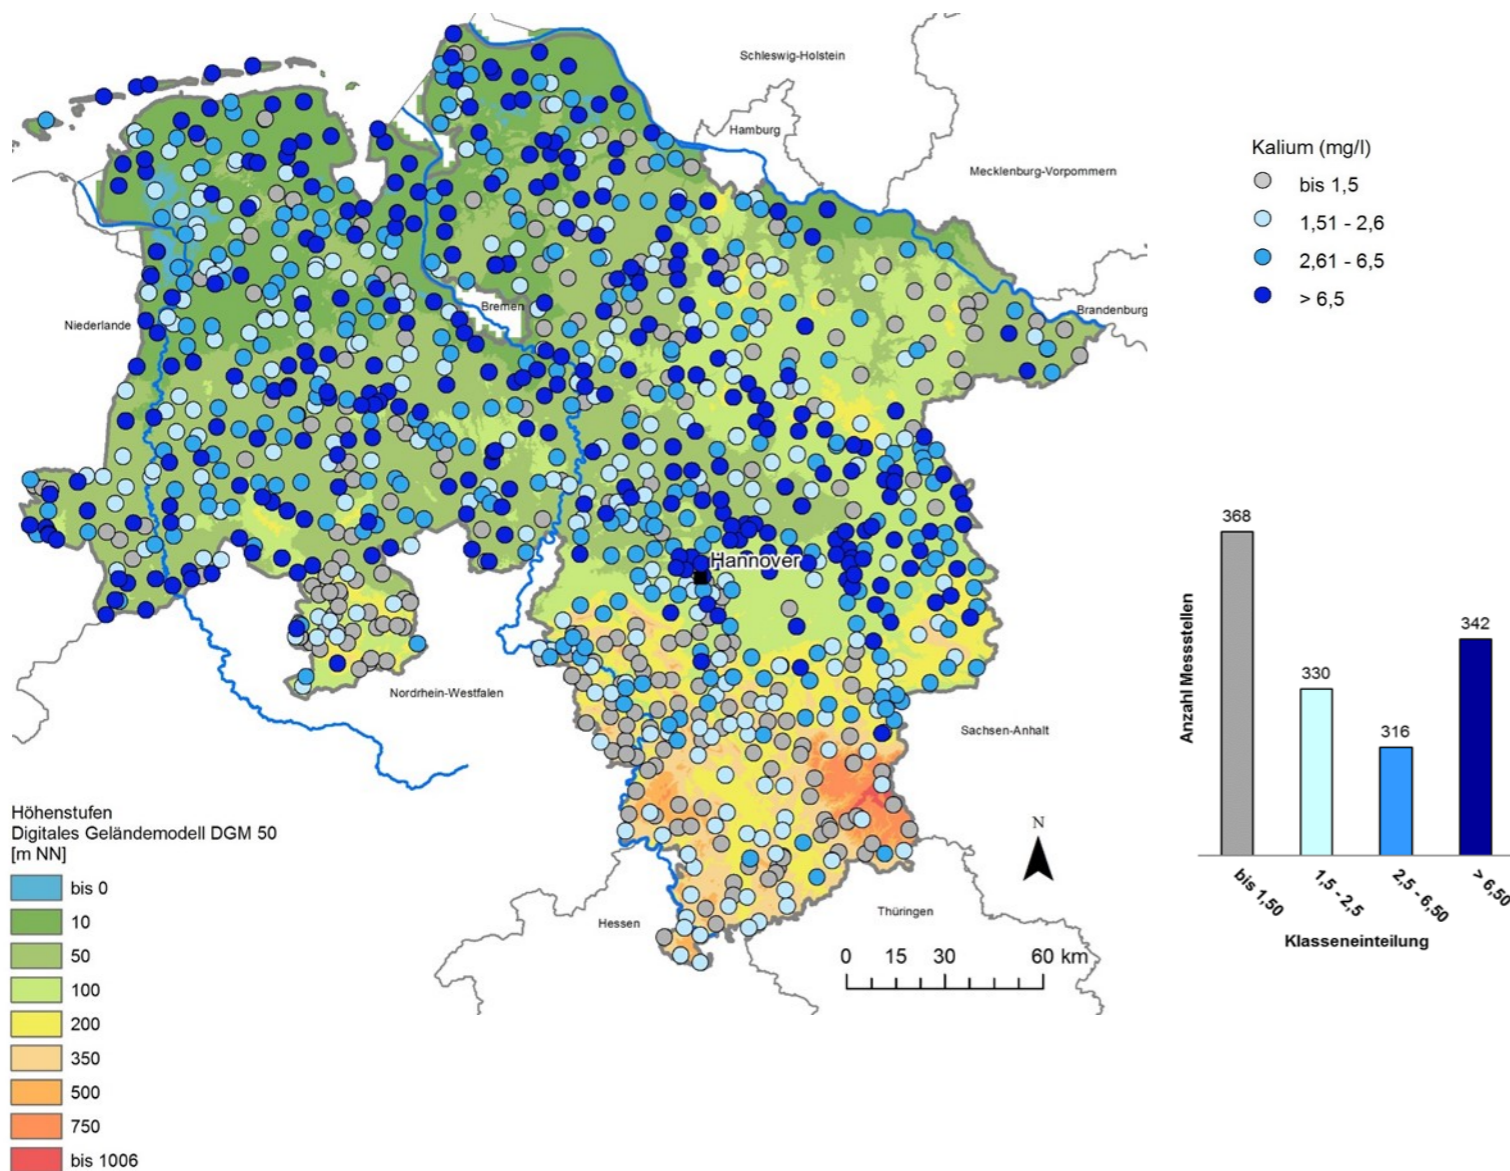 Schleswig-Holstein
Hamburg
Mecklenburg-Vorpommern
Bremen
Niederlande
Brandenburg
Hannover
Nordrhein-Westfalen
Sachsen-Anhalt
Hessen
Thüringen
N
0 15 30 60 km
Kalium (mg/l)
bis 1,5
1,51 - 2,6
2,61 - 6,5
> 6,5
Höhenstufen
Digitales Geländemodell DGM 50
[m NN]
bis 0
10
50
100
200
350
500
750
bis 1006
Anzahl Messstellen
368
330
316
342
bis 1,50
1,5 - 2,5
2,5 - 6,50
> 6,50
Klasseneinteilung